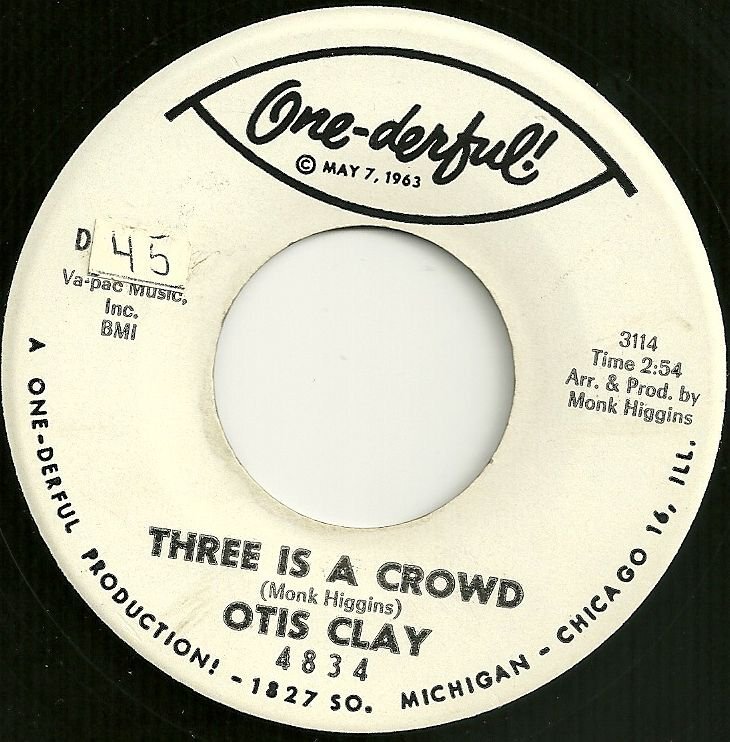 One-derful!
© MAY 7, 1963
D
45
Va-pac Music,
Inc.
BMI
3114
Time 2:54
Arr. & Prod. by
Monk Higgins
THREE IS A CROWD
(Monk Higgins)
OTIS CLAY
4834
A ONE-DERFUL PRODUCTION! - 1827 SO. MICHIGAN - CHICAGO 16, ILL.